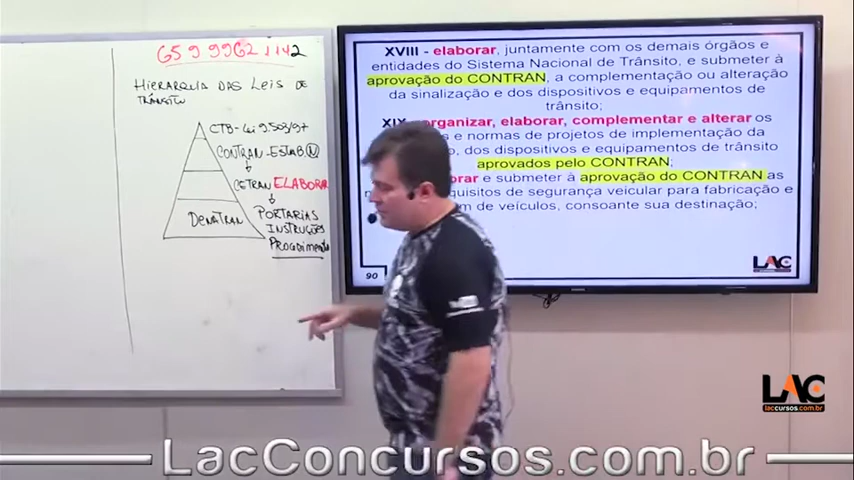 65 9 9962 1142
HIERARQUIA DAS LEIS DE
TRÂNSITO
CTB - Lei 9.503/97
CONTRAN - ESTAB. N
CETRAN ELABORAR
DENATRAN
PORTARIAS
INSTRUÇÕES
PROCEDIMENTO
XVIII - elaborar, juntamente com os demais órgãos e
entidades do Sistema Nacional de Trânsito, e submeter à
aprovação do CONTRAN, a complementação ou alteração
da sinalização e dos dispositivos e equipamentos de
trânsito;
XIX organizar, elaborar, complementar e alterar os
s e normas de projetos de implementação da
o, dos dispositivos e equipamentos de trânsito
aprovados pelo CONTRAN;
rar e submeter à aprovação do CONTRAN as
quisitos de segurança veicular para fabricação e
m de veículos, consoante sua destinação;
90
LAC
LAC
laccursos.com.br
LacConcursos.com.br